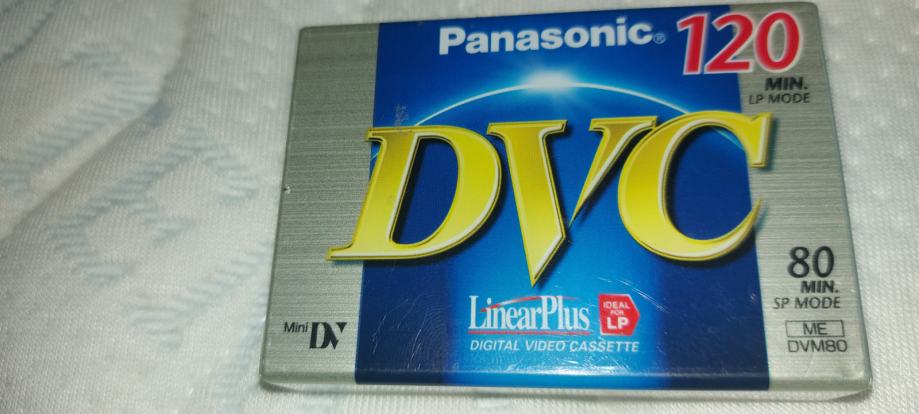 Panasonic® 120
MIN.
LP MODE
DVC
80
MIN.
SP MODE
LinearPlus
IDEAL
FOR
LP
Mini DV
DIGITAL VIDEO CASSETTE
ME
DVM80